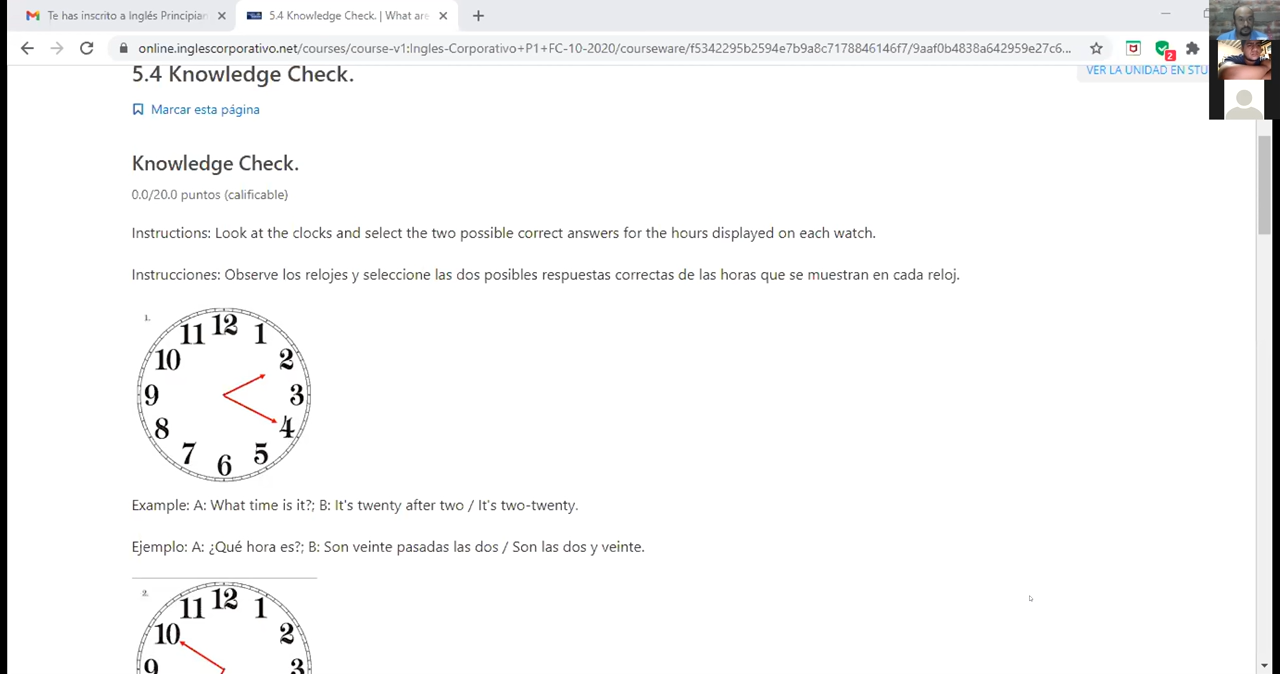 Te has inscrito a Inglés Principian
5.4 Knowledge Check. | What are
online.inglescorporativo.net/courses/course-v1:Ingles-Corporativo+P1+FC-10-2020/courseware/f5342295b2594e7b9a8c7178846146f7/9aaf0b4838a642959e27c6...
2
5.4 Knowledge Check.
VER LA UNIDAD EN STU
Marcar esta página
Knowledge Check.
0.0/20.0 puntos (calificable)
Instructions: Look at the clocks and select the two possible correct answers for the hours displayed on each watch.
Instrucciones: Observe los relojes y seleccione las dos posibles respuestas correctas de las horas que se muestran en cada reloj.
1.
12
11 1
10 2
9 3
8 4
7 5
6
Example: A: What time is it?; B: It's twenty after two / It's two-twenty.
Ejemplo: A: ¿Qué hora es?; B: Son veinte pasadas las dos / Son las dos y veinte.
2.
12
11 1
10 2
9 3